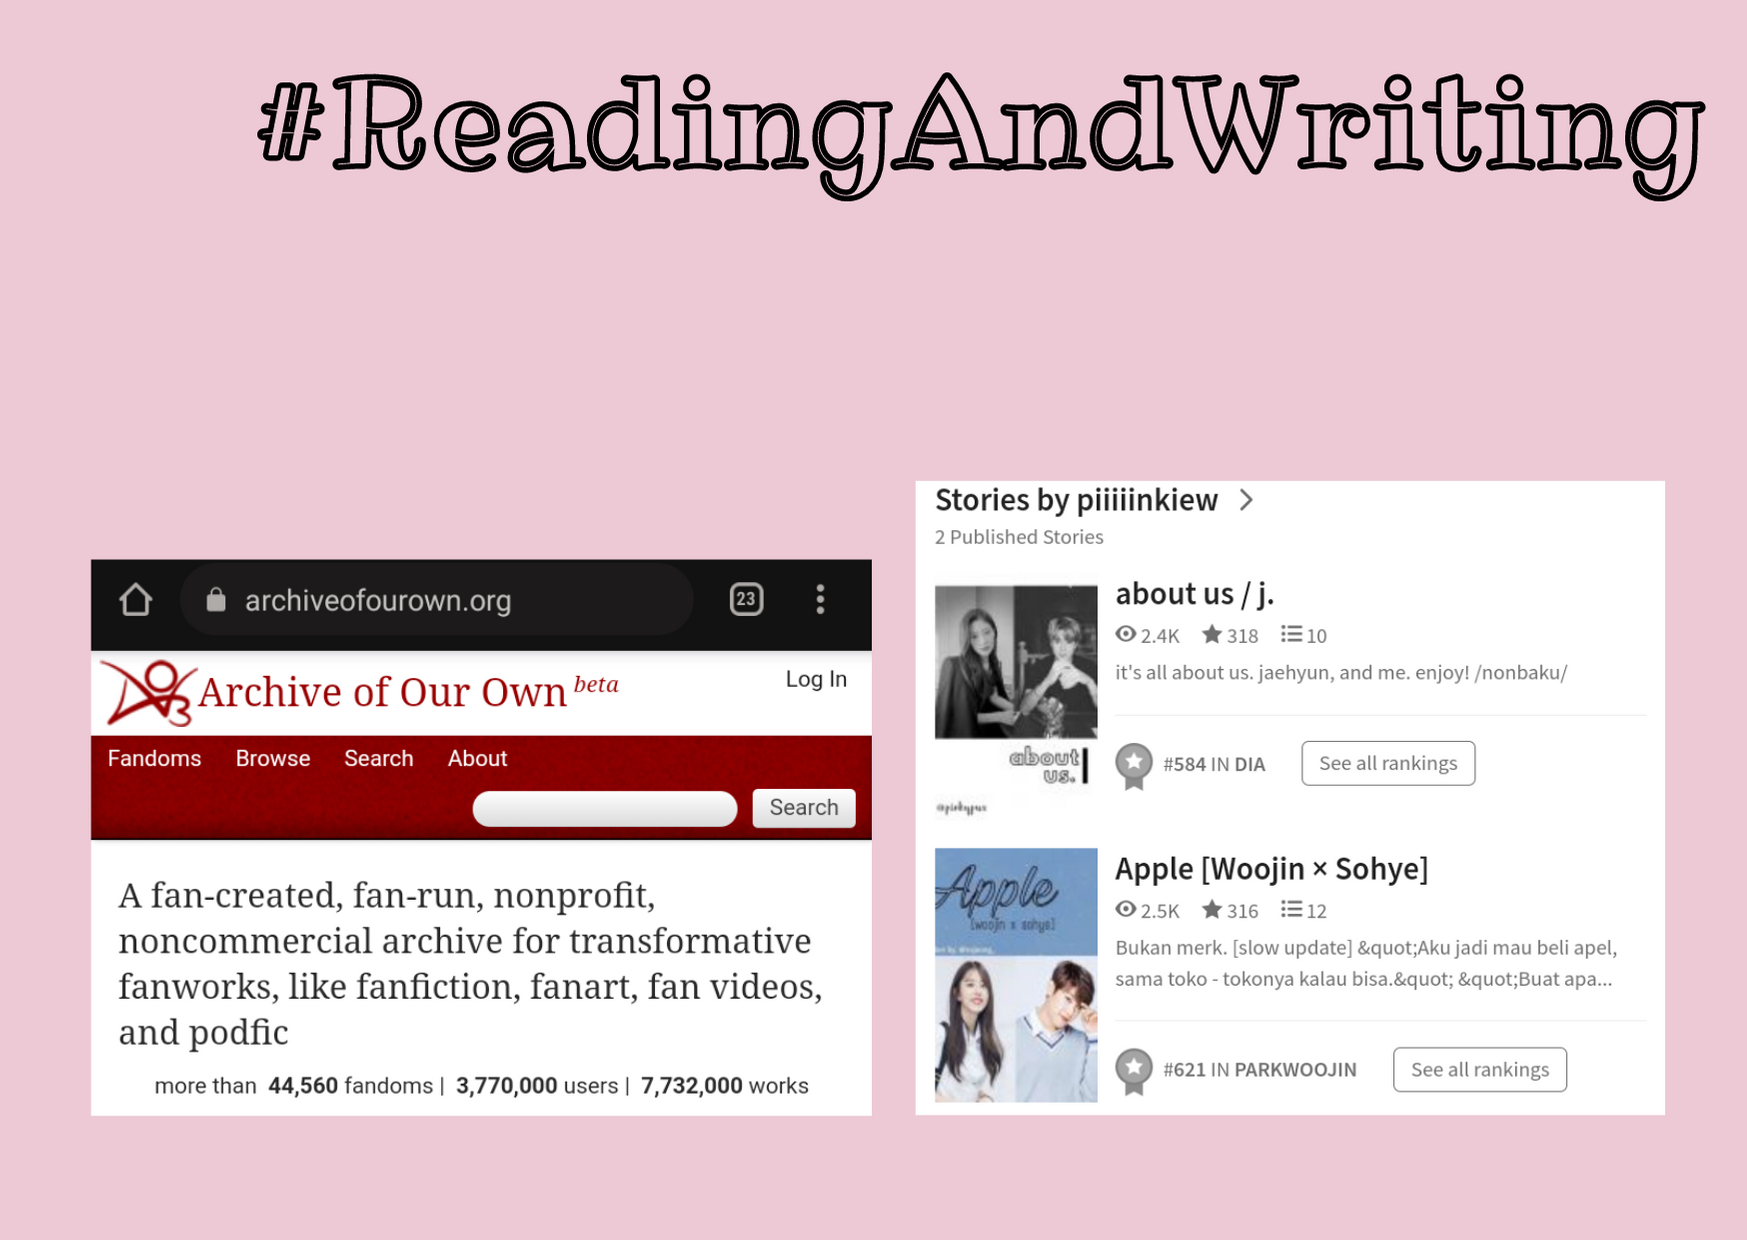 #ReadingAndWriting
archiveofourown.org
23
Archive of Our Own beta
Log In
Fandoms Browse Search About
Search
A fan-created, fan-run, nonprofit,
noncommercial archive for transformative
fanworks, like fanfiction, fanart, fan videos,
and podfic
more than 44,560 fandoms | 3,770,000 users | 7,732,000 works
Stories by piiiiinkiew
2 Published Stories
about us / j.
2.4K 318 10
it's all about us. jaehyun, and me. enjoy! /nonbaku/
#584 IN DIA
See all rankings
about
us.
Apple [Woojin × Sohye]
2.5K 316 12
Bukan merk. [slow update] &quot;Aku jadi mau beli apel,
sama toko - tokonya kalau bisa.&quot; &quot;Buat apa...
#621 IN PARKWOOJIN
See all rankings
Apple
[woojin x sohye]